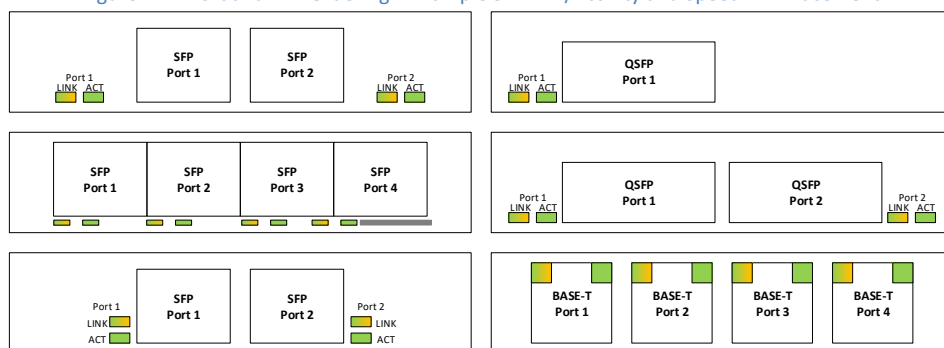 Port 1
LINK ACT
SFP
Port 1
SFP
Port 2
Port 2
LINK ACT
Port 1
LINK ACT
QSFP
Port 1
SFP
Port 1
SFP
Port 2
SFP
Port 3
SFP
Port 4
Port 1
LINK ACT
QSFP
Port 1
QSFP
Port 2
Port 2
LINK ACT
Port 1
LINK
ACT
SFP
Port 1
SFP
Port 2
Port 2
LINK
ACT
BASE-T
Port 1
BASE-T
Port 2
BASE-T
Port 3
BASE-T
Port 4